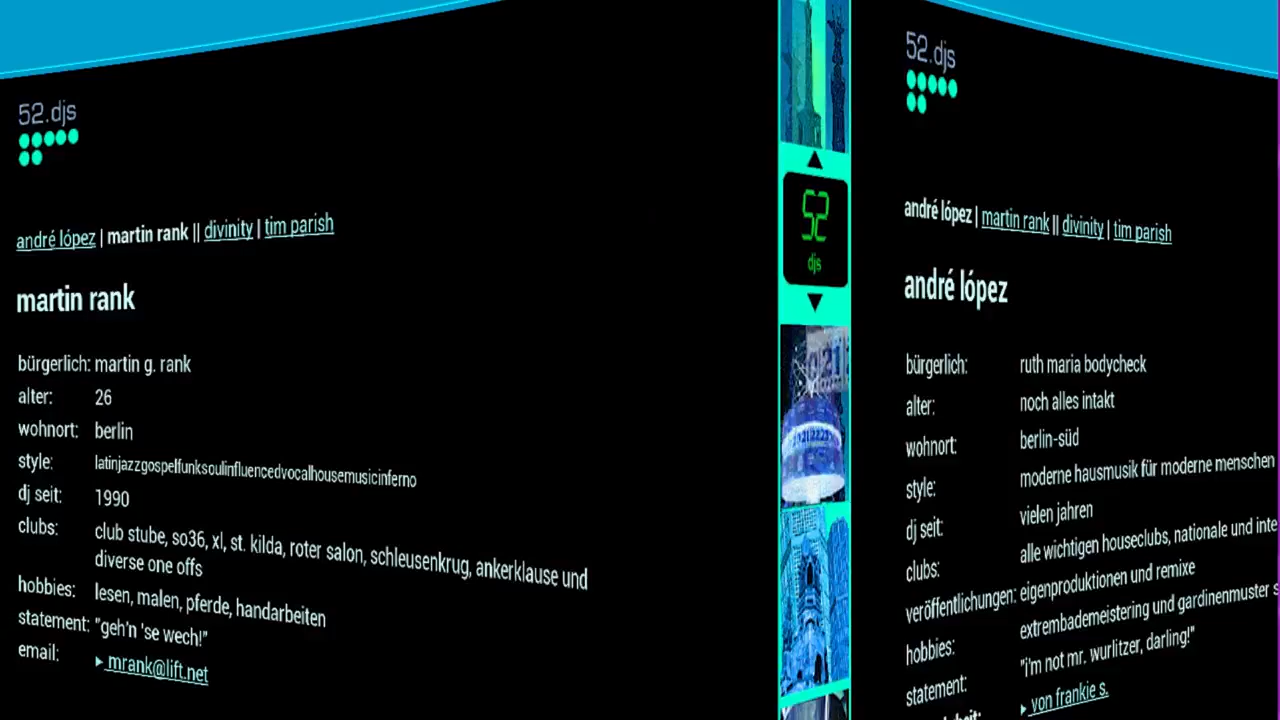 52.djs
andré lópez | martin rank || divinity | tim parish
martin rank
bürgerlich: martin g. rank
alter: 26
wohnort: berlin
style: latinjazzgospelfunksoulinfluencedvocalhousemusicinferno
dj seit: 1990
clubs: club stube, so36, xl, st. kilda, roter salon, schleusenkrug, ankerklause und
diverse one offs
hobbies: lesen, malen, pferde, handarbeiten
statement: "geh'n 'se wech!"
email: mrank@lift.net
52
djs
52.djs
andré lópez | martin rank || divinity | tim parish
andré lópez
bürgerlich: ruth maria bodycheck
alter: noch alles intakt
wohnort: berlin-süd
style: moderne hausmusik für moderne menschen
dj seit: vielen jahren
clubs: alle wichtigen houseclubs, nationale und
veröffentlichungen: eigenproduktionen und remixe
hobbies: extrembademeistering und gardinenmuster
statement: "i'm not mr. wurlitzer, darling!"
von frankie s.